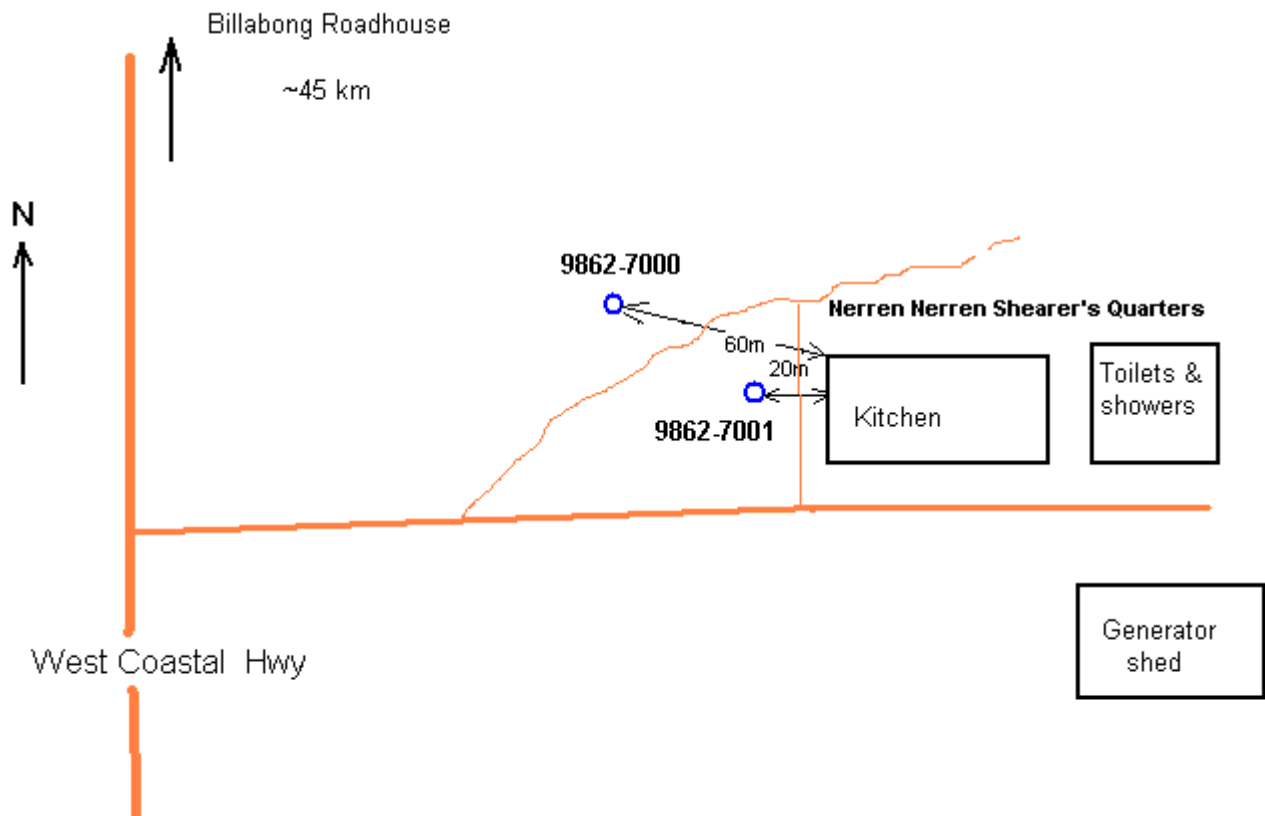 Billabong Roadhouse
~45 km
N
9862-7000
Nerren Nerren Shearer's Quarters
60m
20m
Toilets &
showers
Kitchen
9862-7001
Generator
shed
West Coastal Hwy